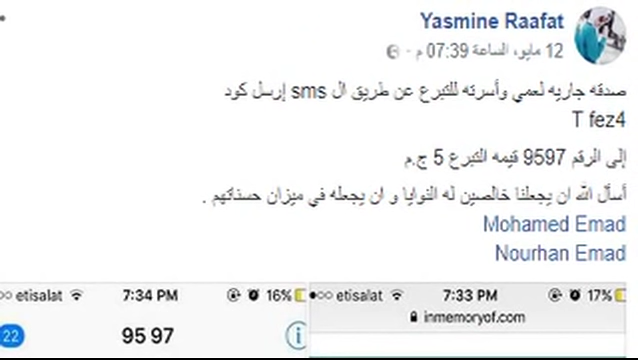 Yasmine Raafat
12 مايو، الساعة 07:39 م ·
صدقه جاريه لعمي وأسرته للتبرع عن طريق ال sms إرسل كود
T fez4
إلى الرقم 9597 قيمه التبرع 5 ج.م
أسأل الله ان يجعلنا خالصين له النوايا و ان يجعله في ميزان حسناتهم .
Mohamed Emad
Nourhan Emad
etisalat 7:34 PM 16%
etisalat 7:33 PM 17%
inmemoryof.com
22 95 97